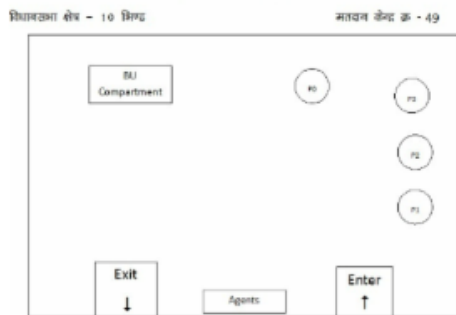 विधानसभा क्षेत्र - 10 भिण्ड
मतदान केन्द्र क्र - 49
BU
Compartment
P0
P3
P2
P1
Exit
↓
Enter
↑
Agents